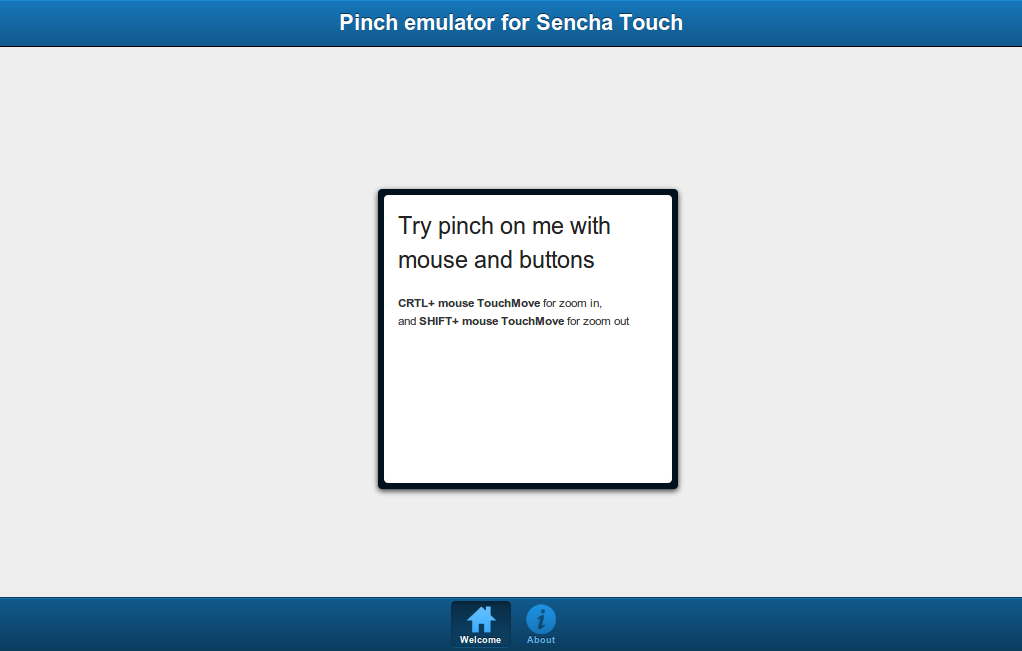 Pinch emulator for Sencha Touch
Try pinch on me with
mouse and buttons
CRTL+ mouse TouchMove for zoom in,
and SHIFT+ mouse TouchMove for zoom out
Welcome
About